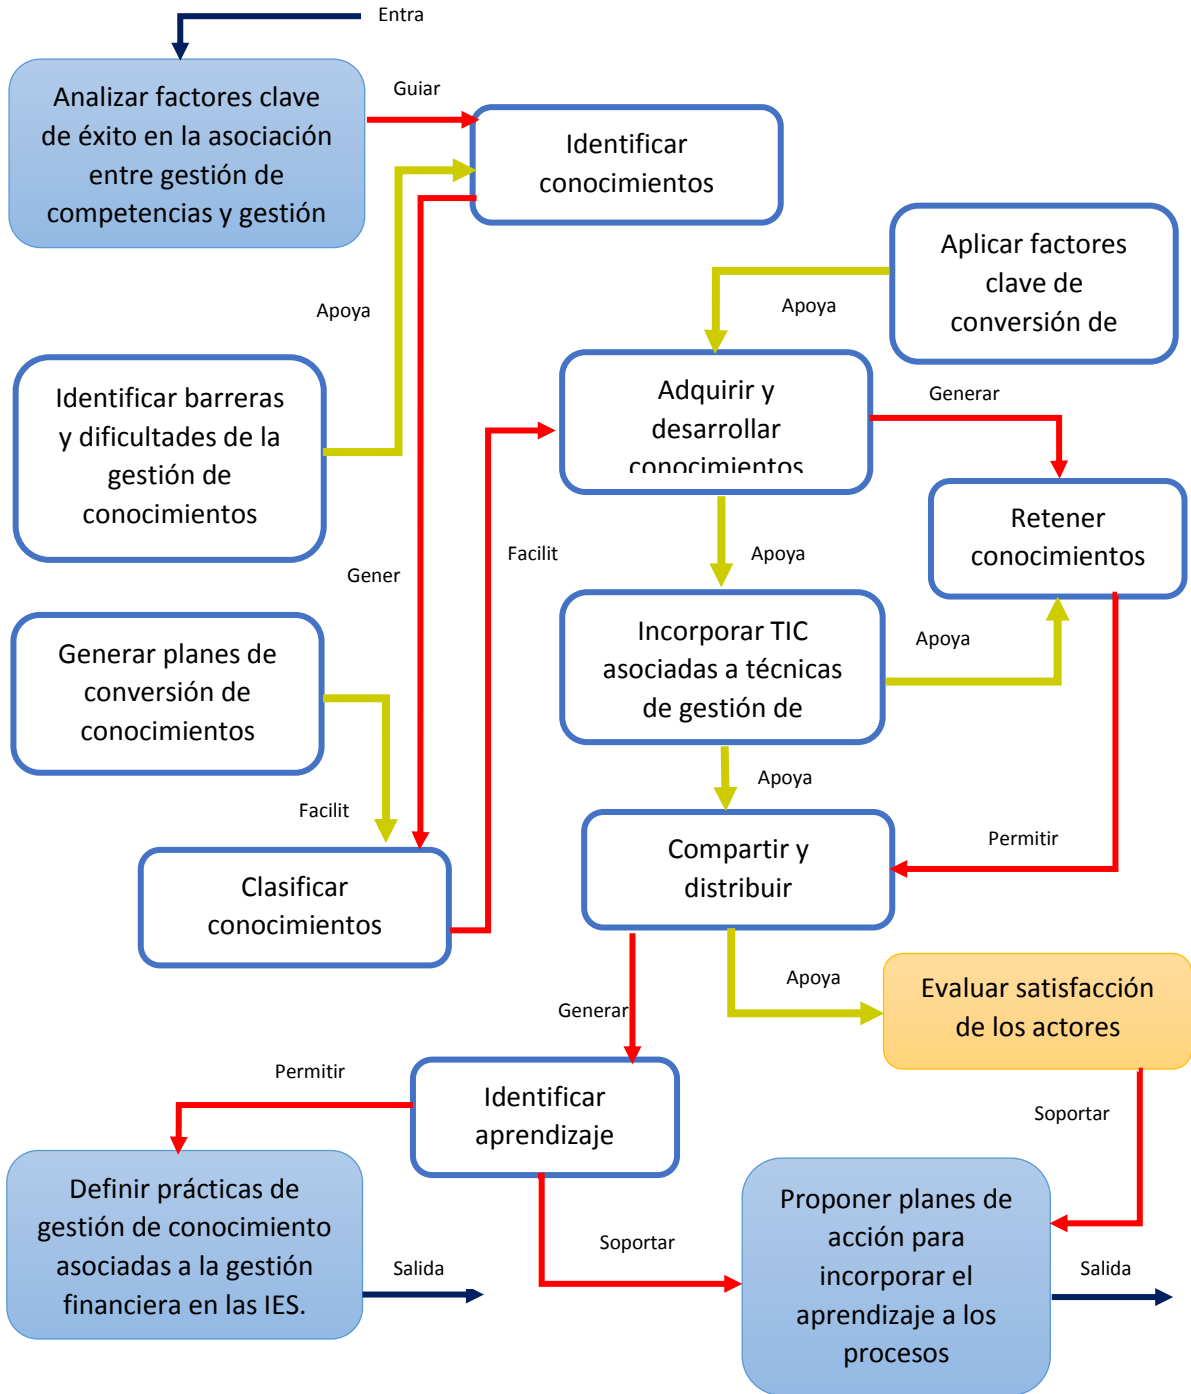 Entra
Analizar factores clave
de éxito en la asociación
entre gestión de
competencias y gestión
Guiar
Identificar
conocimientos
Aplicar factores
clave de
conversión de
Apoya
Apoya
Identificar barreras
y dificultades de la
gestión de
conocimientos
Adquirir y
desarrollar
conocimientos
Generar
Retener
conocimientos
Gener
Facilit
Apoya
Generar planes de
conversión de
conocimientos
Incorporar TIC
asociadas a técnicas
de gestión de
Apoya
Apoya
Facilit
Compartir y
distribuir
Permitir
Clasificar
conocimientos
Apoya
Evaluar satisfacción
de los actores
Generar
Permitir
Identificar
aprendizaje
Soportar
Definir prácticas de
gestión de conocimiento
asociadas a la gestión
financiera en las IES.
Salida
Soportar
Proponer planes de
acción para
incorporar el
aprendizaje a los
procesos
Salida